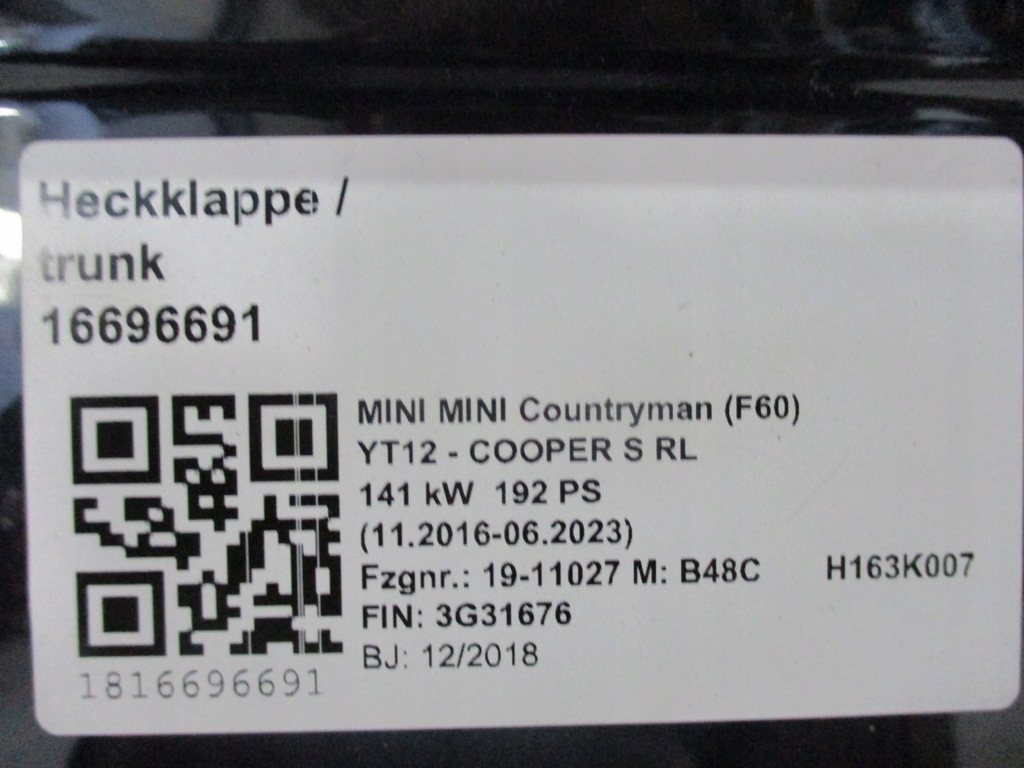 Heckklappe /
trunk
16696691
MINI MINI Countryman (F60)
YT12 - COOPER S RL
141 kW 192 PS
(11.2016-06.2023)
Fzgnr.: 19-11027 M: B48C H163K007
FIN: 3G31676
BJ: 12/2018
1816696691